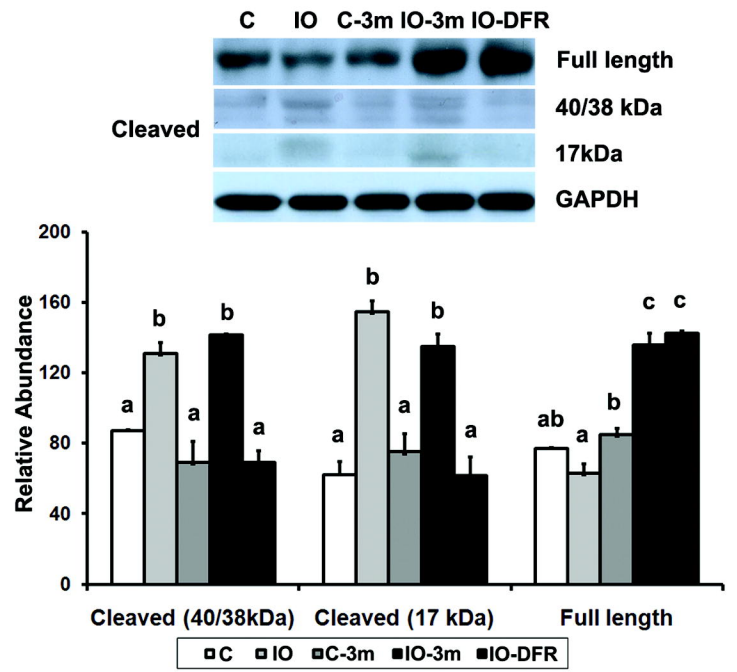 C IO C-3m IO-3m IO-DFR
Full length
Cleaved 40/38 kDa
17kDa
GAPDH
Relative Abundance
200
160
120
80
40
0
a b a b a
a b a b a
ab a b c c
Cleaved (40/38kDa) Cleaved (17 kDa) Full length
C IO C-3m IO-3m IO-DFR